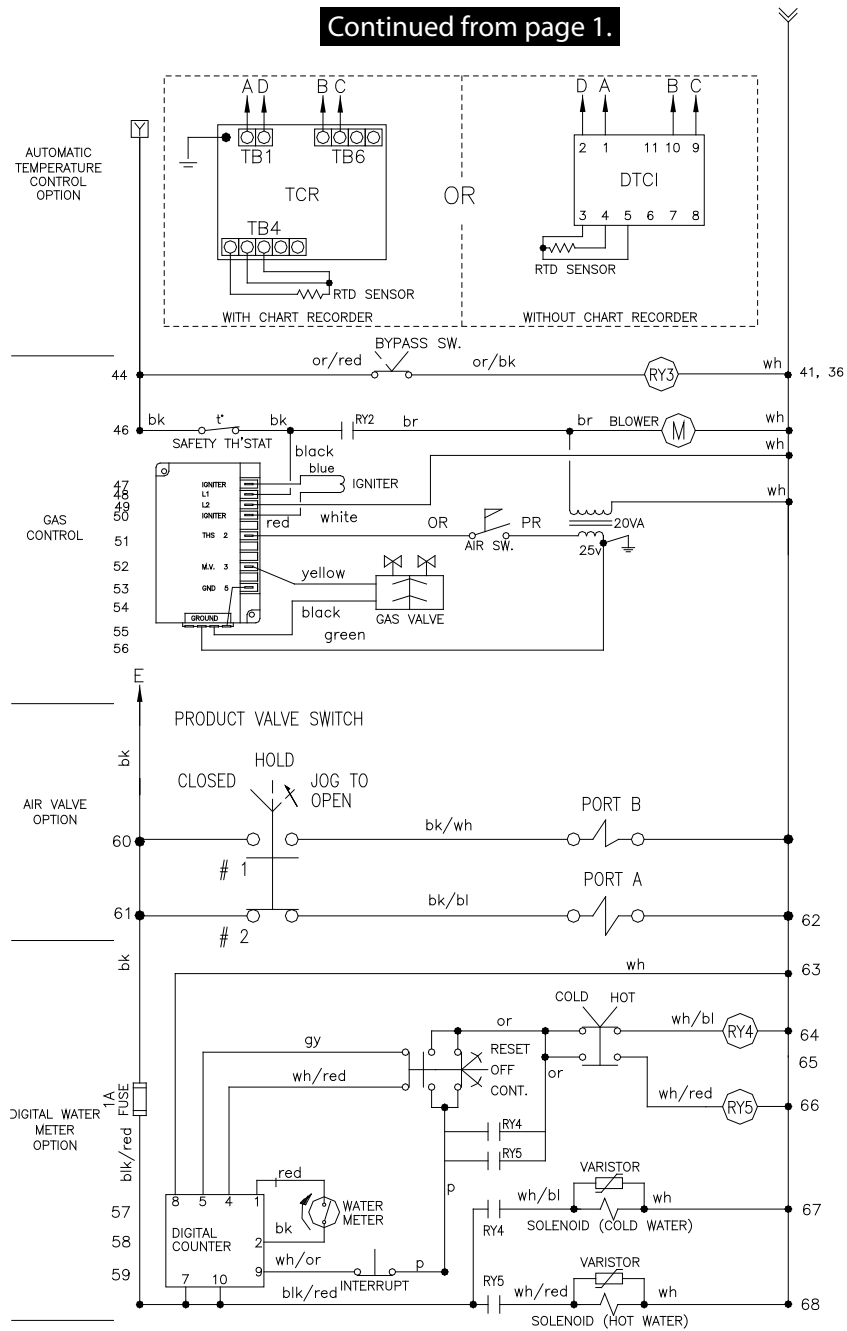 Continued from page 1.
A D B C D A B C
Y
AUTOMATIC
TEMPERATURE
CONTROL
OPTION
TB1 TB6
2 1 11 10 9
TCR
OR
DTCI
TB4
3 4 5 6 7 8
RTD SENSOR
RTD SENSOR
WITH CHART RECORDER
WITHOUT CHART RECORDER
BYPASS SW.
or/red or/bk wh
44 RY3 41, 36
bk t° bk RY2 br br BLOWER wh
46 M
SAFETY TH'STAT
black wh
blue
47 IGNITER
IGNITER
48 L1
wh
49 L2
50 IGNITER
red white
GAS
CONTROL
OR PR 20VA
51 THS 2
AIR SW. 25v
52 M.V. 3
yellow
53 GND 5
54
black
GAS VALVE
GROUND
55
green
56
E
PRODUCT VALVE SWITCH
bk
HOLD
CLOSED JOG TO
OPEN
AIR VALVE
OPTION
PORT B
60 bk/wh
# 1
PORT A
bk/bl
61 62
# 2
bk
wh
63
COLD HOT
or wh/bl
RY4 64
gy
RESET
65
OFF
or
wh/red
CONT.
wh/red
RY5 66
1A
FUSE
DIGITAL WATER
METER
OPTION
RY4
RY5
blk/red
red
p
VARISTOR
wh/bl wh
8 5 4 1
57
WATER
METER
67
RY4 SOLENOID (COLD WATER)
bk
58 DIGITAL
COUNTER
2
wh/or p
VARISTOR
59 9
INTERRUPT
RY5
7 10
blk/red
wh/red wh
68
SOLENOID (HOT WATER)